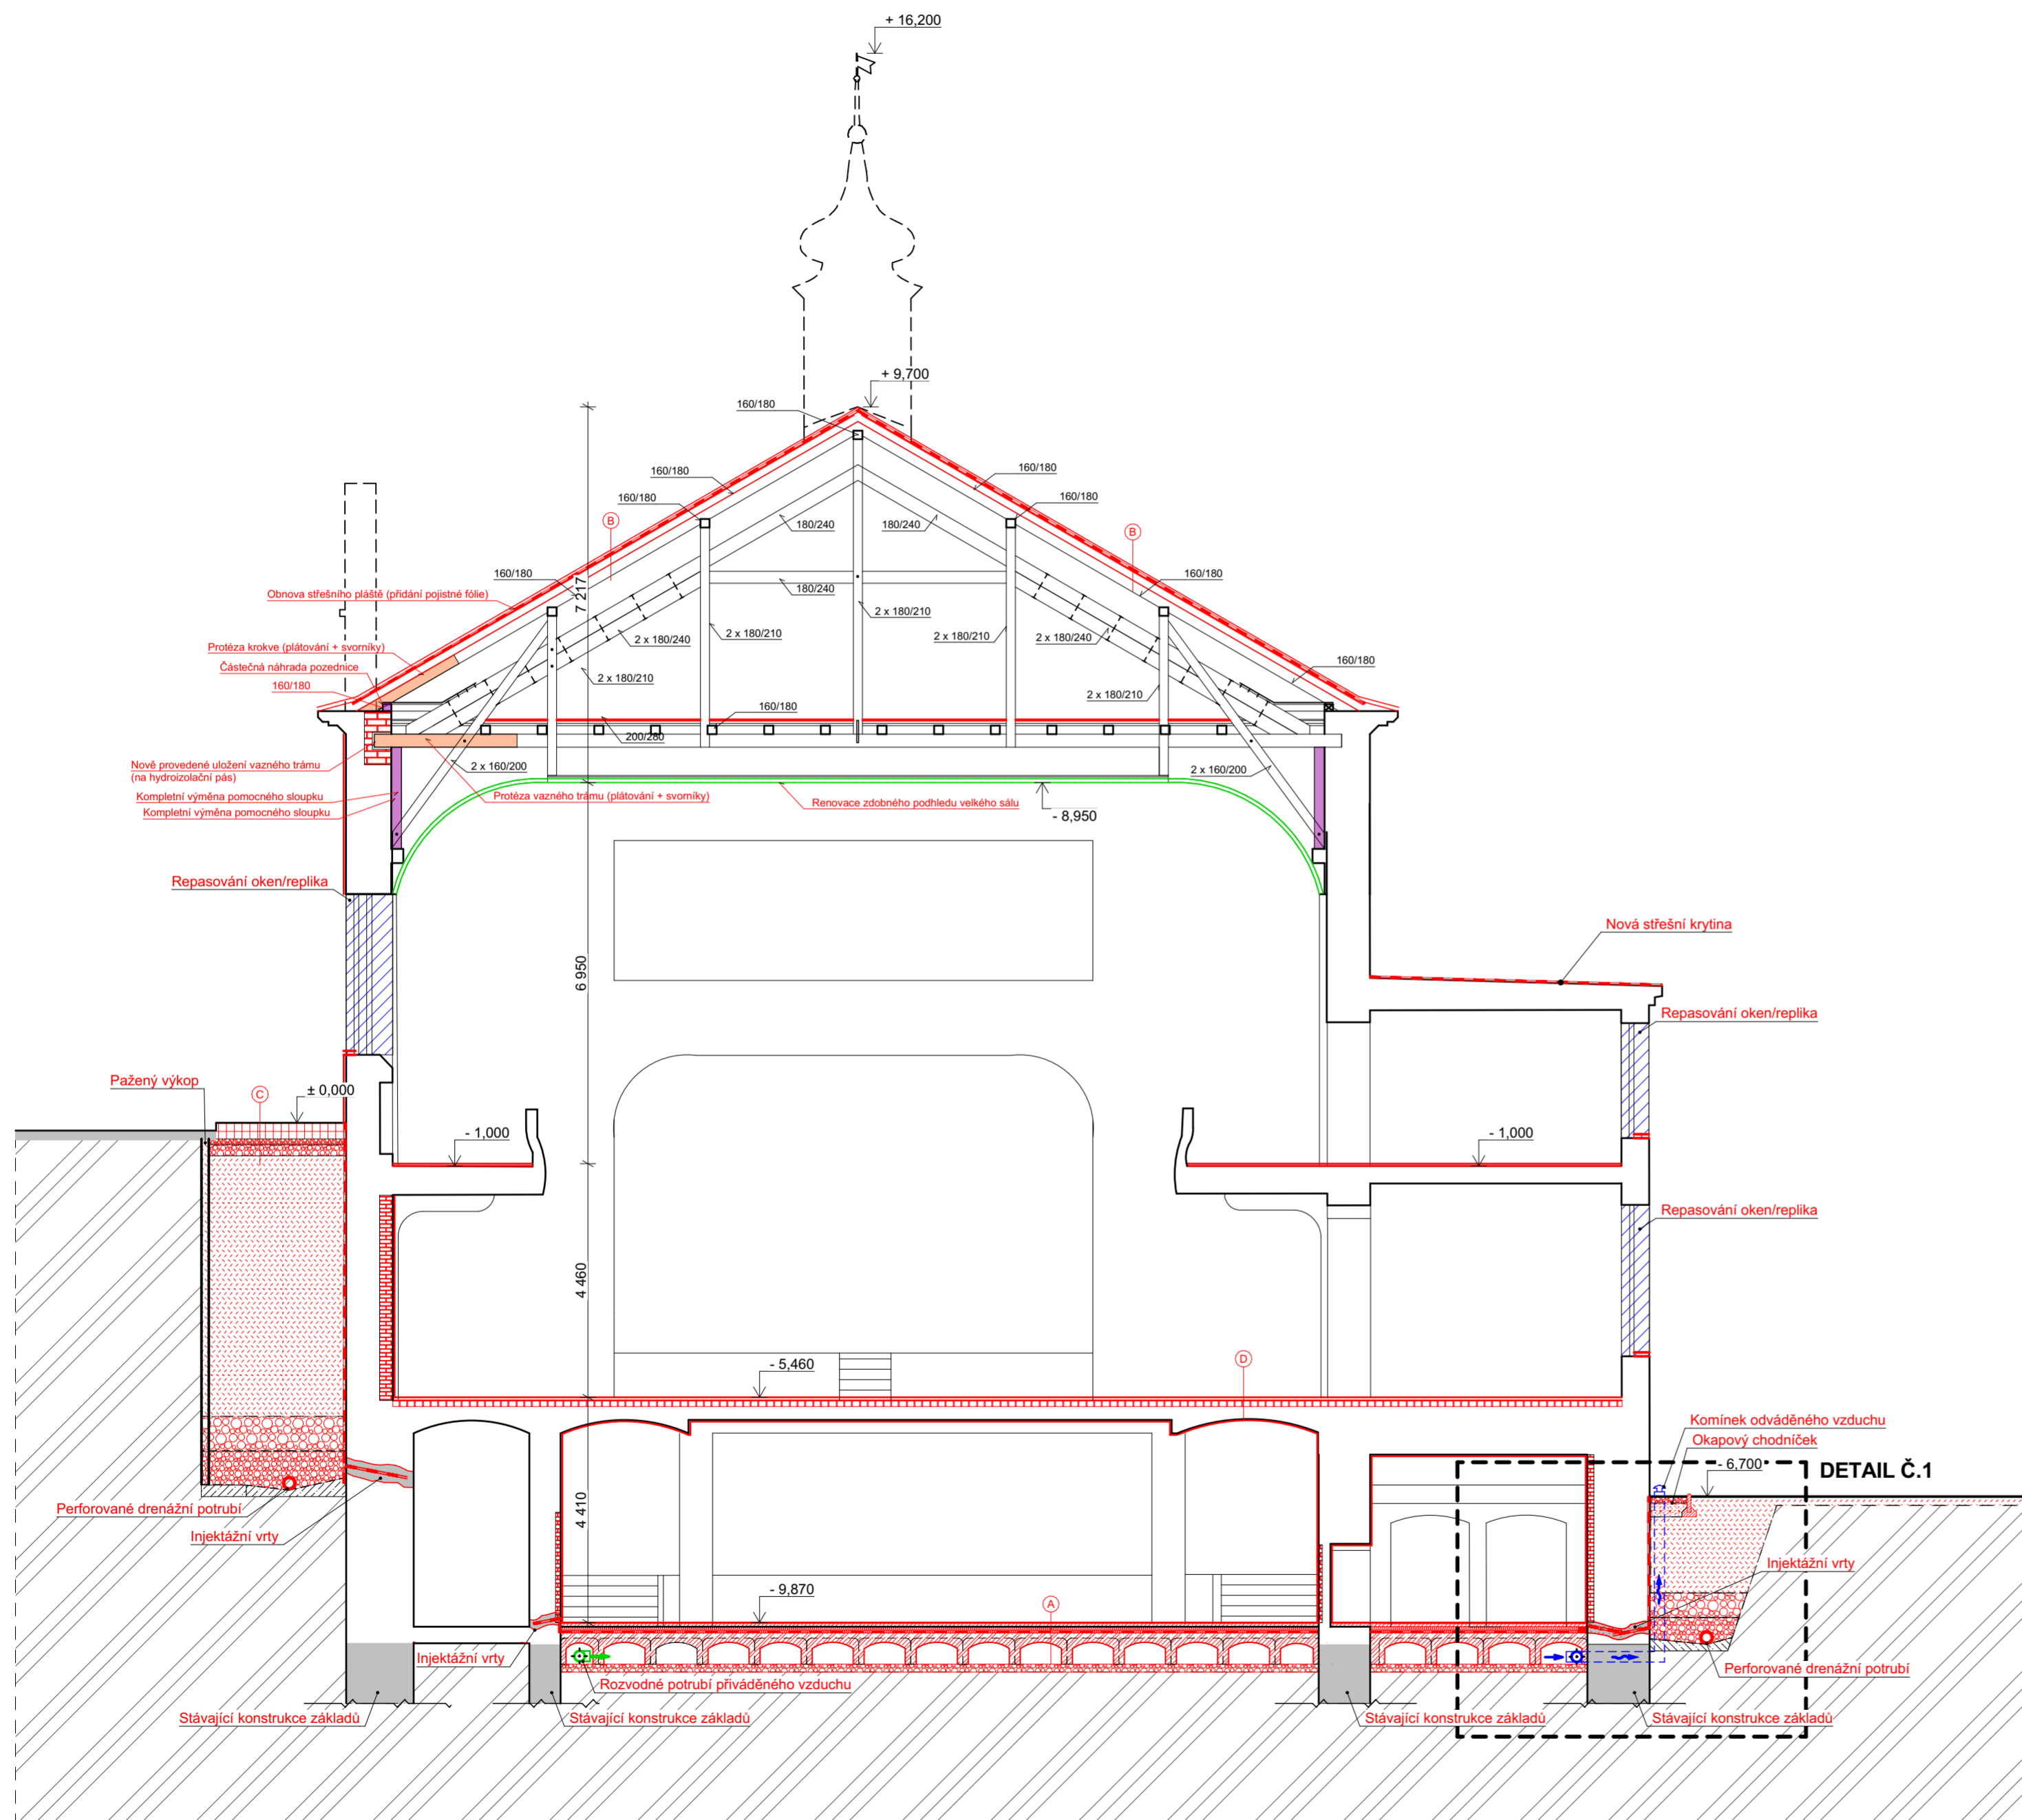 + 16,200
+ 9,700
160/180
160/180
160/180
160/180
160/180
180/240
180/240
B
B
160/180
160/180
180/240
Obnova střešního pláště (přidání pojistné fólie)
7 217
2 x 180/210
2 x 180/240
2 x 180/210
2 x 180/210
2 x 180/240
Protéza krokve (plátování + svorníky)
Částečná náhrada pozednice
160/180
2 x 180/210
2 x 180/210
160/180
160/180
200/280
Nově provedené uložení vazného trámu
(na hydroizolační pás)
2 x 160/200
2 x 160/200
Kompletní výměna pomocného sloupku
Kompletní výměna pomocného sloupku
Protéza vazného trámu (plátování + svorníky)
Renovace zdobného podhledu velkého sálu
- 8,950
Repasování oken/replika
Nová střešní krytina
6 950
Repasování oken/replika
Pažený výkop
C
± 0,000
- 1,000
- 1,000
Repasování oken/replika
4 460
- 5,460
D
Komínek odváděného vzduchu
Okapový chodníček
- 6,700
DETAIL Č.1
Perforované drenážní potrubí
Injektážní vrty
4 410
Injektážní vrty
- 9,870
A
Injektážní vrty
Rozvodné potrubí přiváděného vzduchu
Perforované drenážní potrubí
Stávající konstrukce základů
Stávající konstrukce základů
Stávající konstrukce základů
Stávající konstrukce základů